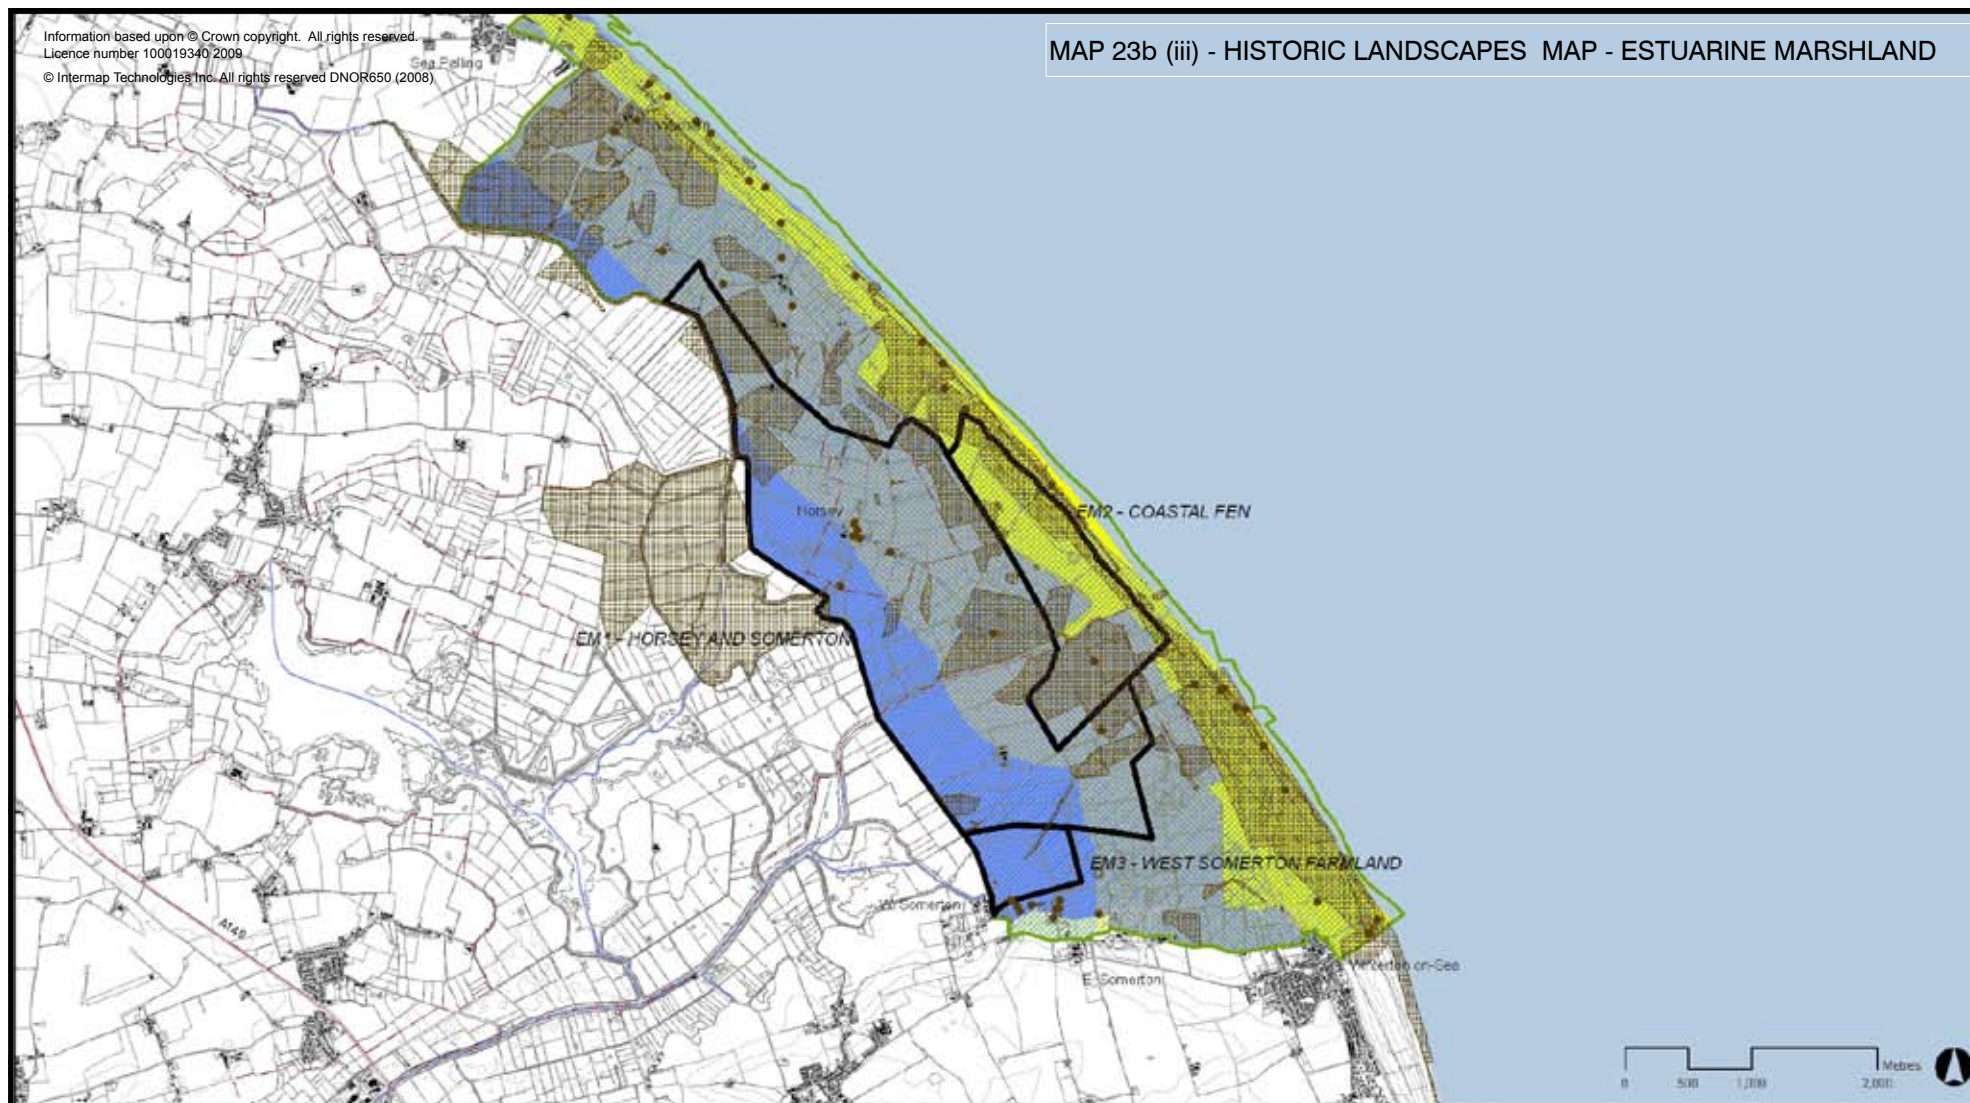 Information based upon © Crown copyright. All rights reserved.
Licence number 100019340 2009
© Intermap Technologies Inc. All rights reserved DNOR650 (2008)
MAP 23b (iii) - HISTORIC LANDSCAPES MAP - ESTUARINE MARSHLAND
Sea Palling
Horsey
EM2 - COASTAL FEN
EM1 - HORSEY AND SOMERTON
EM3 - WEST SOMERTON FARMLAND
W. Somerton
A149
E. Somerton
Winterton-on-Sea
Metres
0 500 1,000 2,000